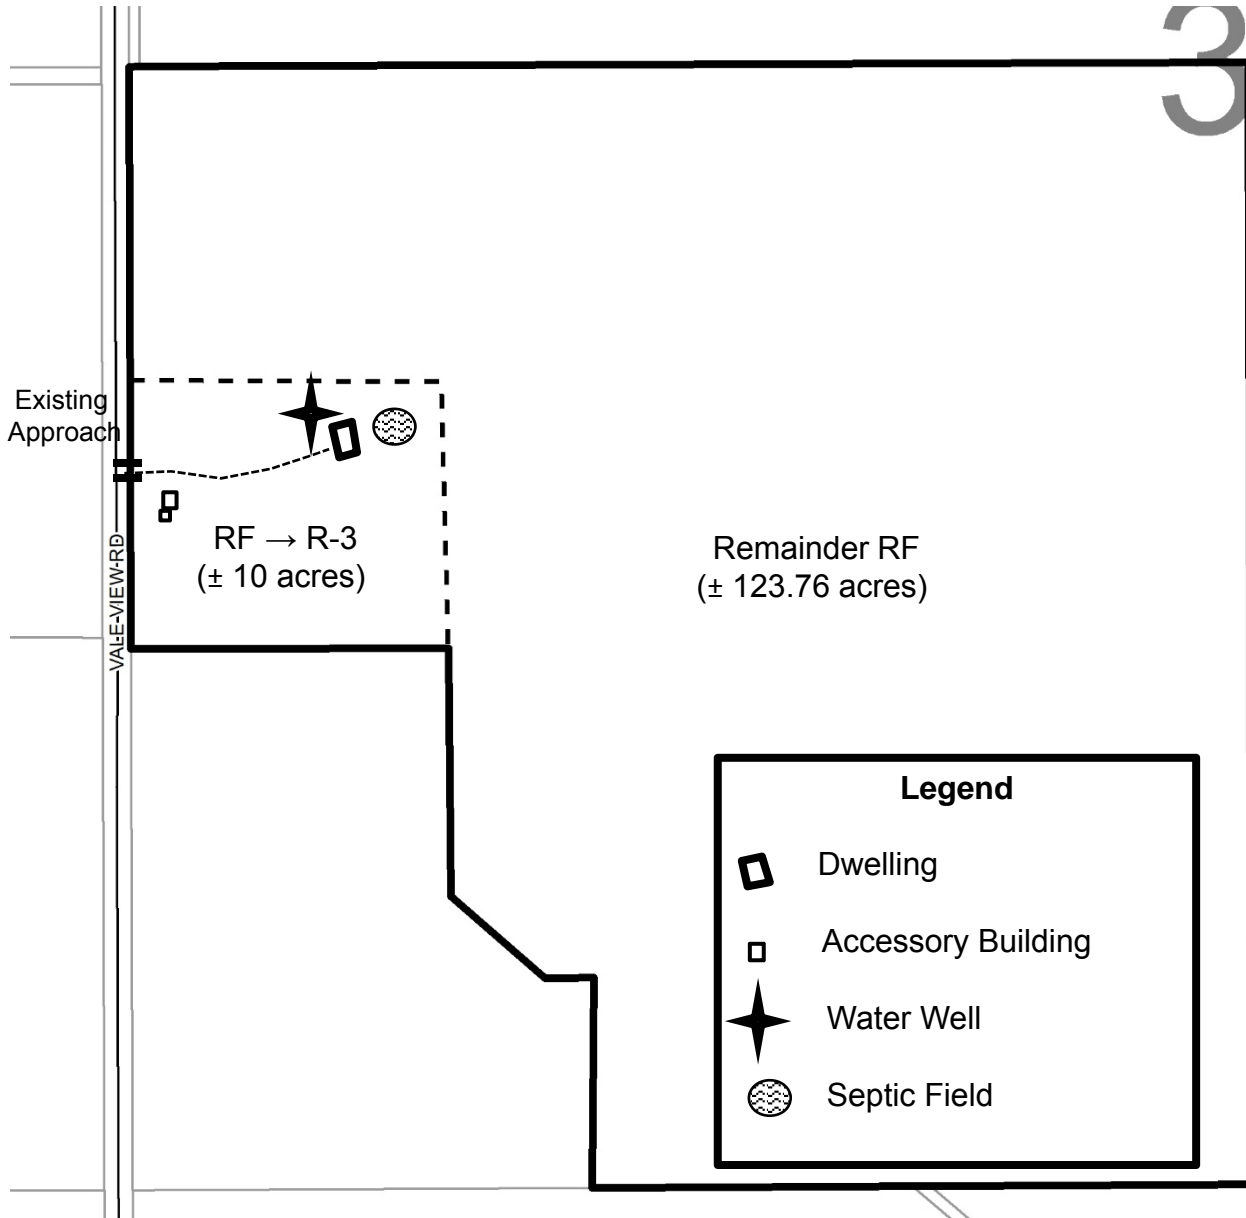 3
Existing
Approach
VALE-VIEW-RD
RF → R-3
(± 10 acres)
Remainder RF
(± 123.76 acres)
Legend
Dwelling
Accessory Building
Water Well
Septic Field